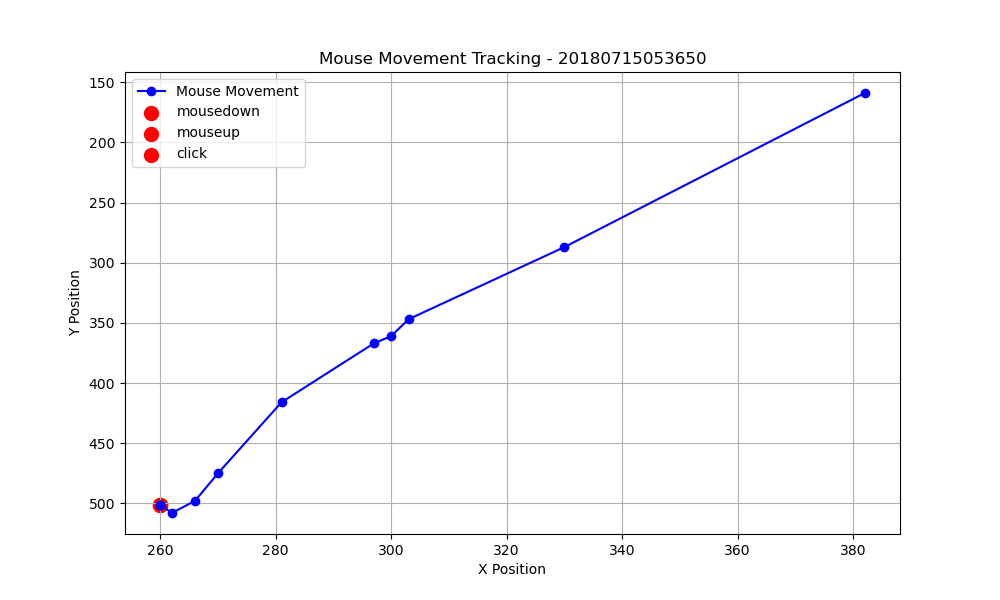 Mouse Movement Tracking - 20180715053650
Mouse Movement
mousedown
mouseup
click
150
200
250
300
350
400
450
500
Y Position
260 280 300 320 340 360 380
X Position